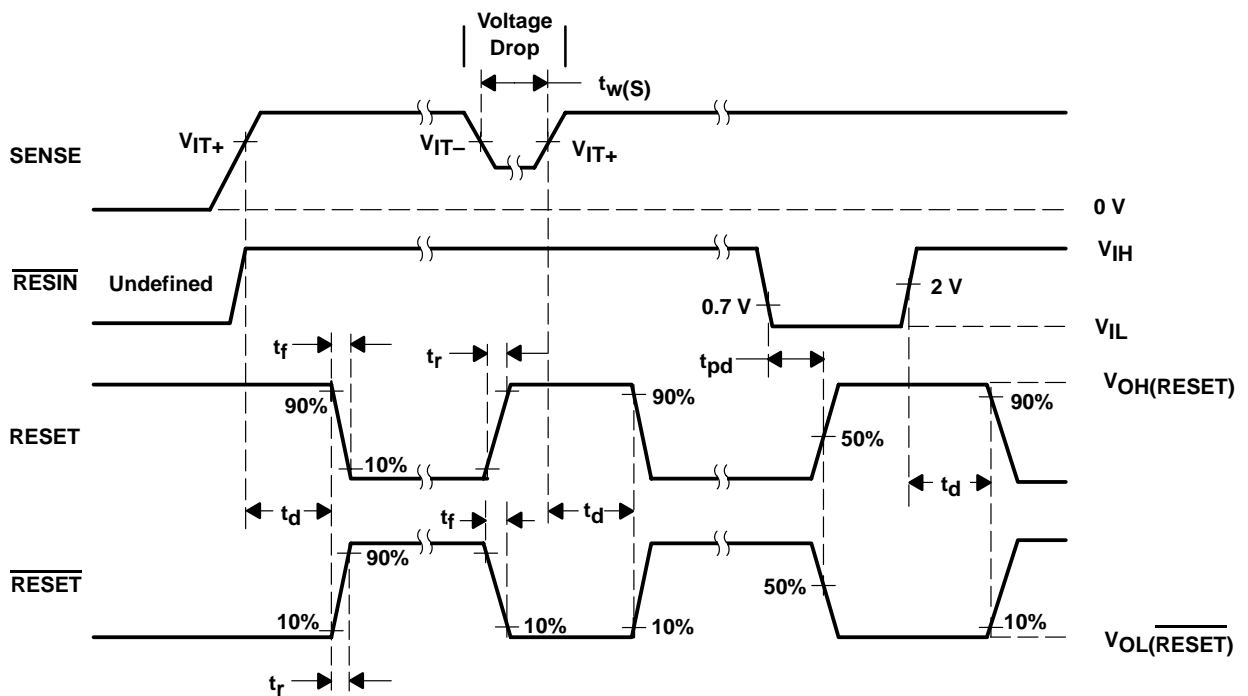 Voltage
Drop
tw(S)
VIT+
VIT–
VIT+
SENSE
0 V
RESIN
Undefined
VIH
0.7 V
2 V
VIL
tf
tr
tpd
VOH(RESET)
90%
90%
90%
RESET
10%
50%
td
td
tf
td
RESET
90%
50%
10%
10%
10%
10%
VOL(RESET)
tr